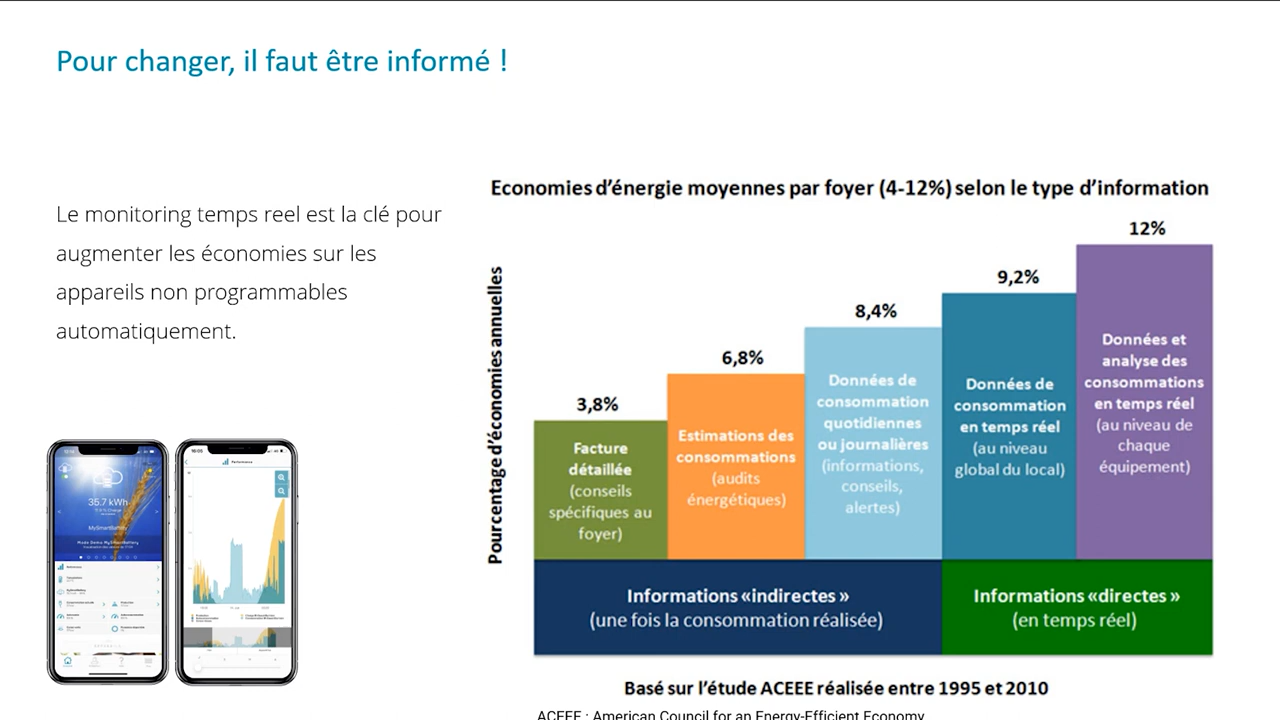 Pour changer, il faut être informé !
Le monitoring temps reel est la clé pour
augmenter les économies sur les
appareils non programmables
automatiquement.
35.7 kWh
MySmartBattery
Performance
Economies d’énergie moyennes par foyer (4-12%) selon le type d’information
Pourcentage d’économies annuelles
3,8%
Facture
détaillée
(conseils
spécifiques au
foyer)
6,8%
Estimations des
consommations
(audits
énergétiques)
8,4%
Données de
consommation
quotidiennes
ou journalières
(informations,
conseils,
alertes)
9,2%
Données de
consommation
en temps réel
(au niveau
global du local)
12%
Données et
analyse des
consommations
en temps réel
(au niveau de
chaque
équipement)
Informations «indirectes »
(une fois la consommation réalisée)
Informations «directes »
(en temps réel)
Basé sur l’étude ACEEE réalisée entre 1995 et 2010
ACEEE : American Council for an Energy-Efficient Economy